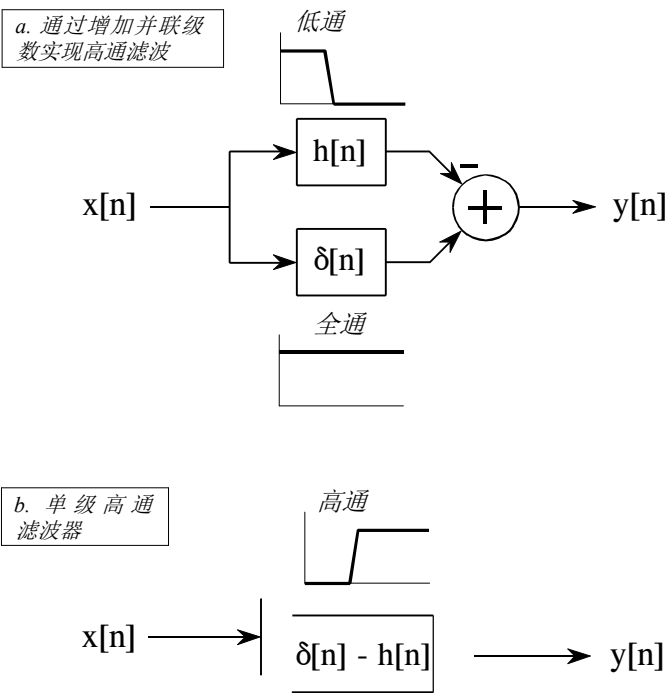 a. 通过增加并联级
数实现高通滤波
低通
h[n]
x[n]
y[n]
δ[n]
全通
b. 单级高通
滤波器
高通
x[n]
δ[n] - h[n]
y[n]